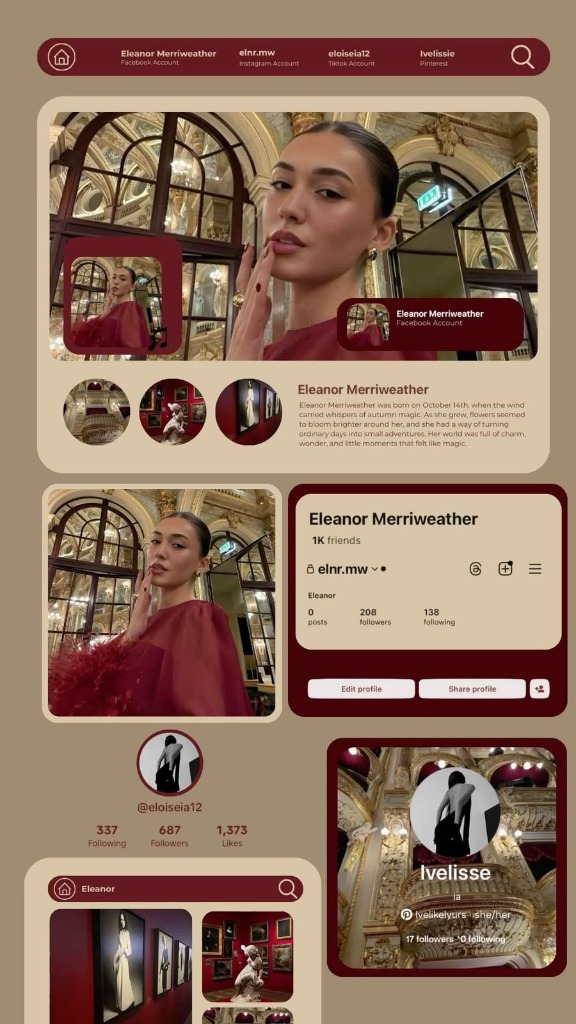 Eleanor Merriweather
Facebook Account
elnr.mw
Instagram Account
eloiseia12
Tiktok Account
Ivelissie
Pinterest
Eleanor Merriweather
Facebook Account
Eleanor Merriweather
Eleanor Merriweather was born on October 14th, when the wind
carried whispers of autumn magic. As she grew, flowers seemed
to bloom brighter around her, and she had a way of turning
ordinary days into small adventures. Her world was full of charm,
wonder, and little moments that felt like magic.
Eleanor Merriweather
1K friends
elnr.mw
Eleanor
0 208 138
posts followers following
Edit profile Share profile
@eloiseia12
337 687 1,373
Following Followers Likes
Eleanor
Ivelisse
ia
Ivelikelyurs · she/her
17 followers · 0 following